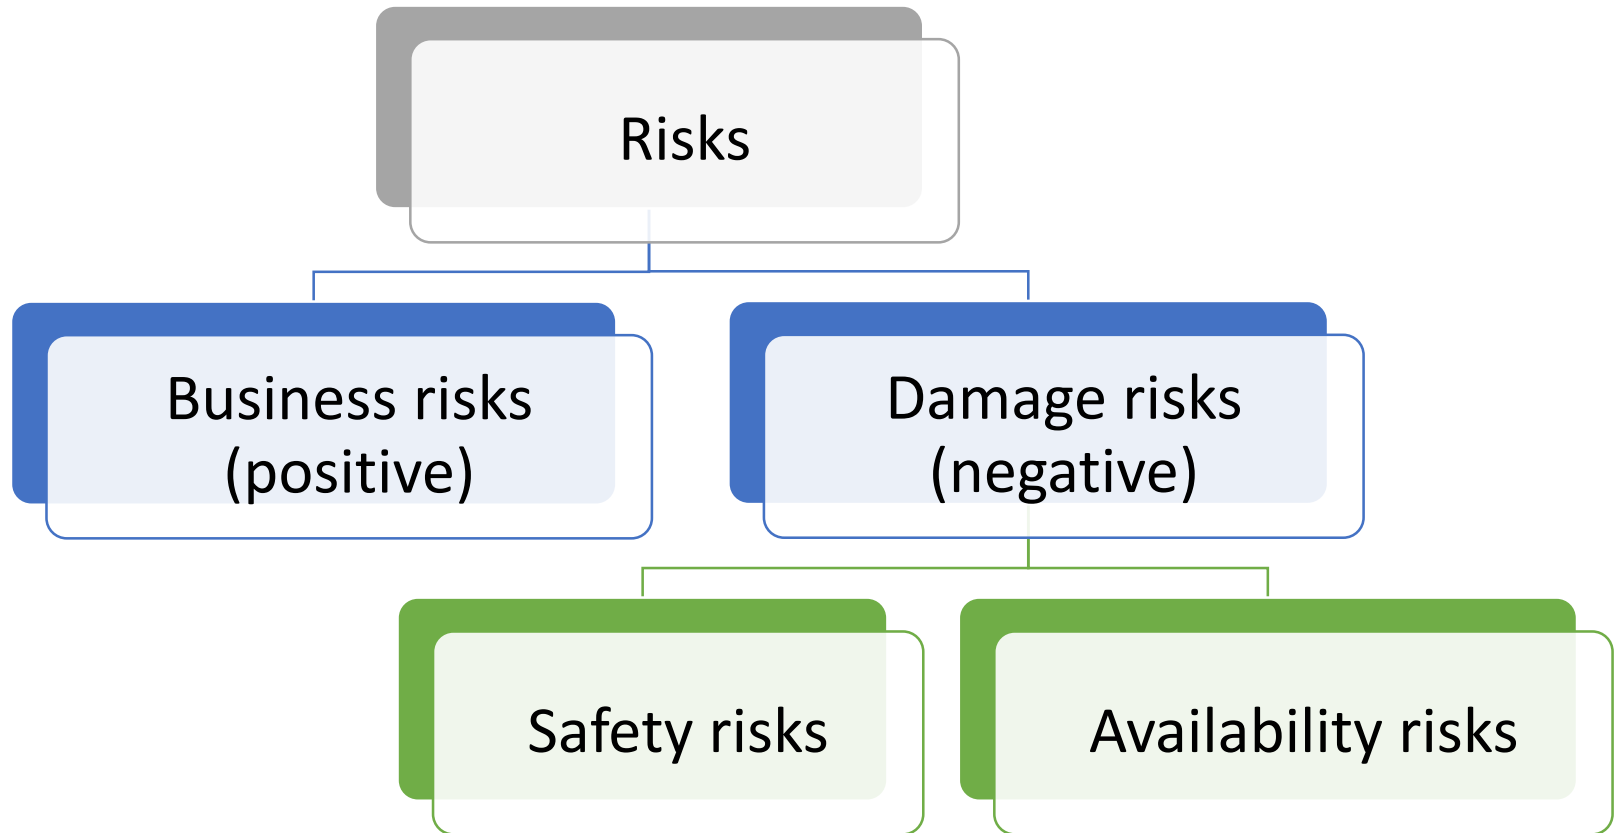 Risks
Business risks
(positive)
Damage risks
(negative)
Safety risks
Availability risks